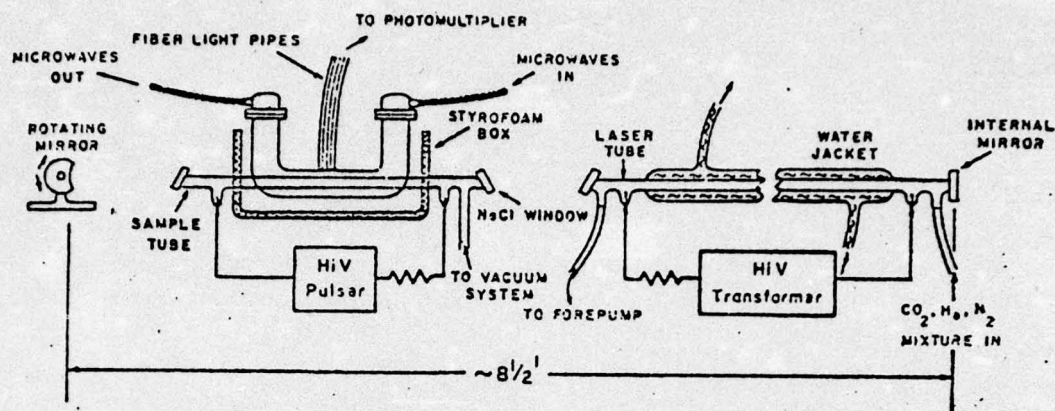 TO PHOTOMULTIPLIER
FIBER LIGHT PIPES
MICROWAVES
OUT
MICROWAVES
IN
STYROFOAM
BOX
ROTATING
MIRROR
LASER
TUBE
WATER
JACKET
INTERNAL
MIRROR
SAMPLE
TUBE
NaCl WINDOW
HiV
Pulsar
TO VACUUM
SYSTEM
HiV
Transformar
TO FOREPUMP
CO2, He, N2
MIXTURE IN
~8½'